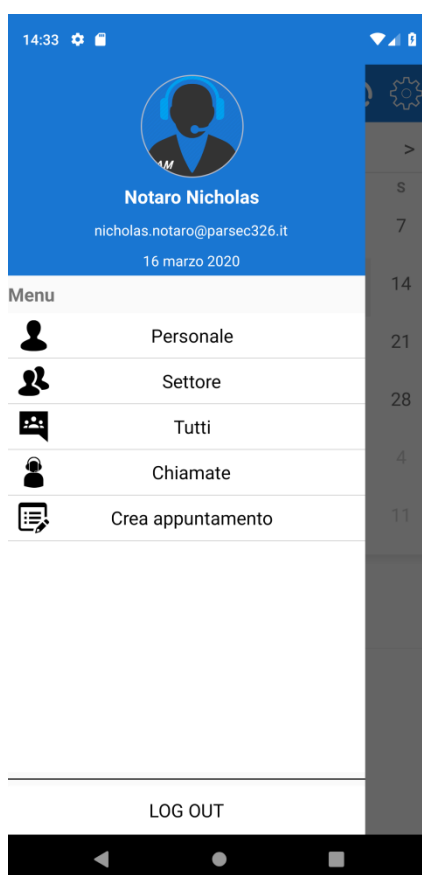 14:33
>
S
7
14
21
28
4
11
AM
Notaro Nicholas
nicholas.notaro@parsec326.it
16 marzo 2020
Menu
Personale
Settore
Tutti
Chiamate
Crea appuntamento
LOG OUT